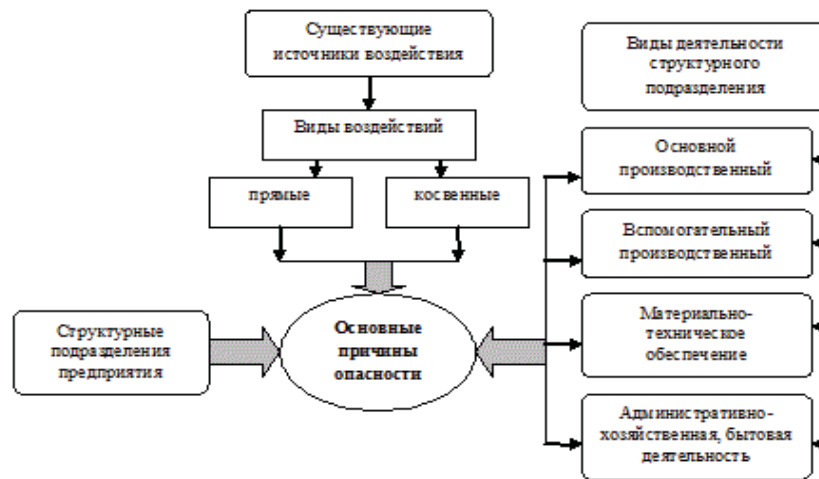 Существующие
источники воздействия
Виды воздействий
прямые
косвенные
Структурные
подразделения
предприятия
Основные
причины
опасности
Виды деятельности
структурного
подразделения
Основной
производственный
Вспомогательный
производственный
Материально-
техническое
обеспечение
Административно-
хозяйственная, бытовая
деятельность